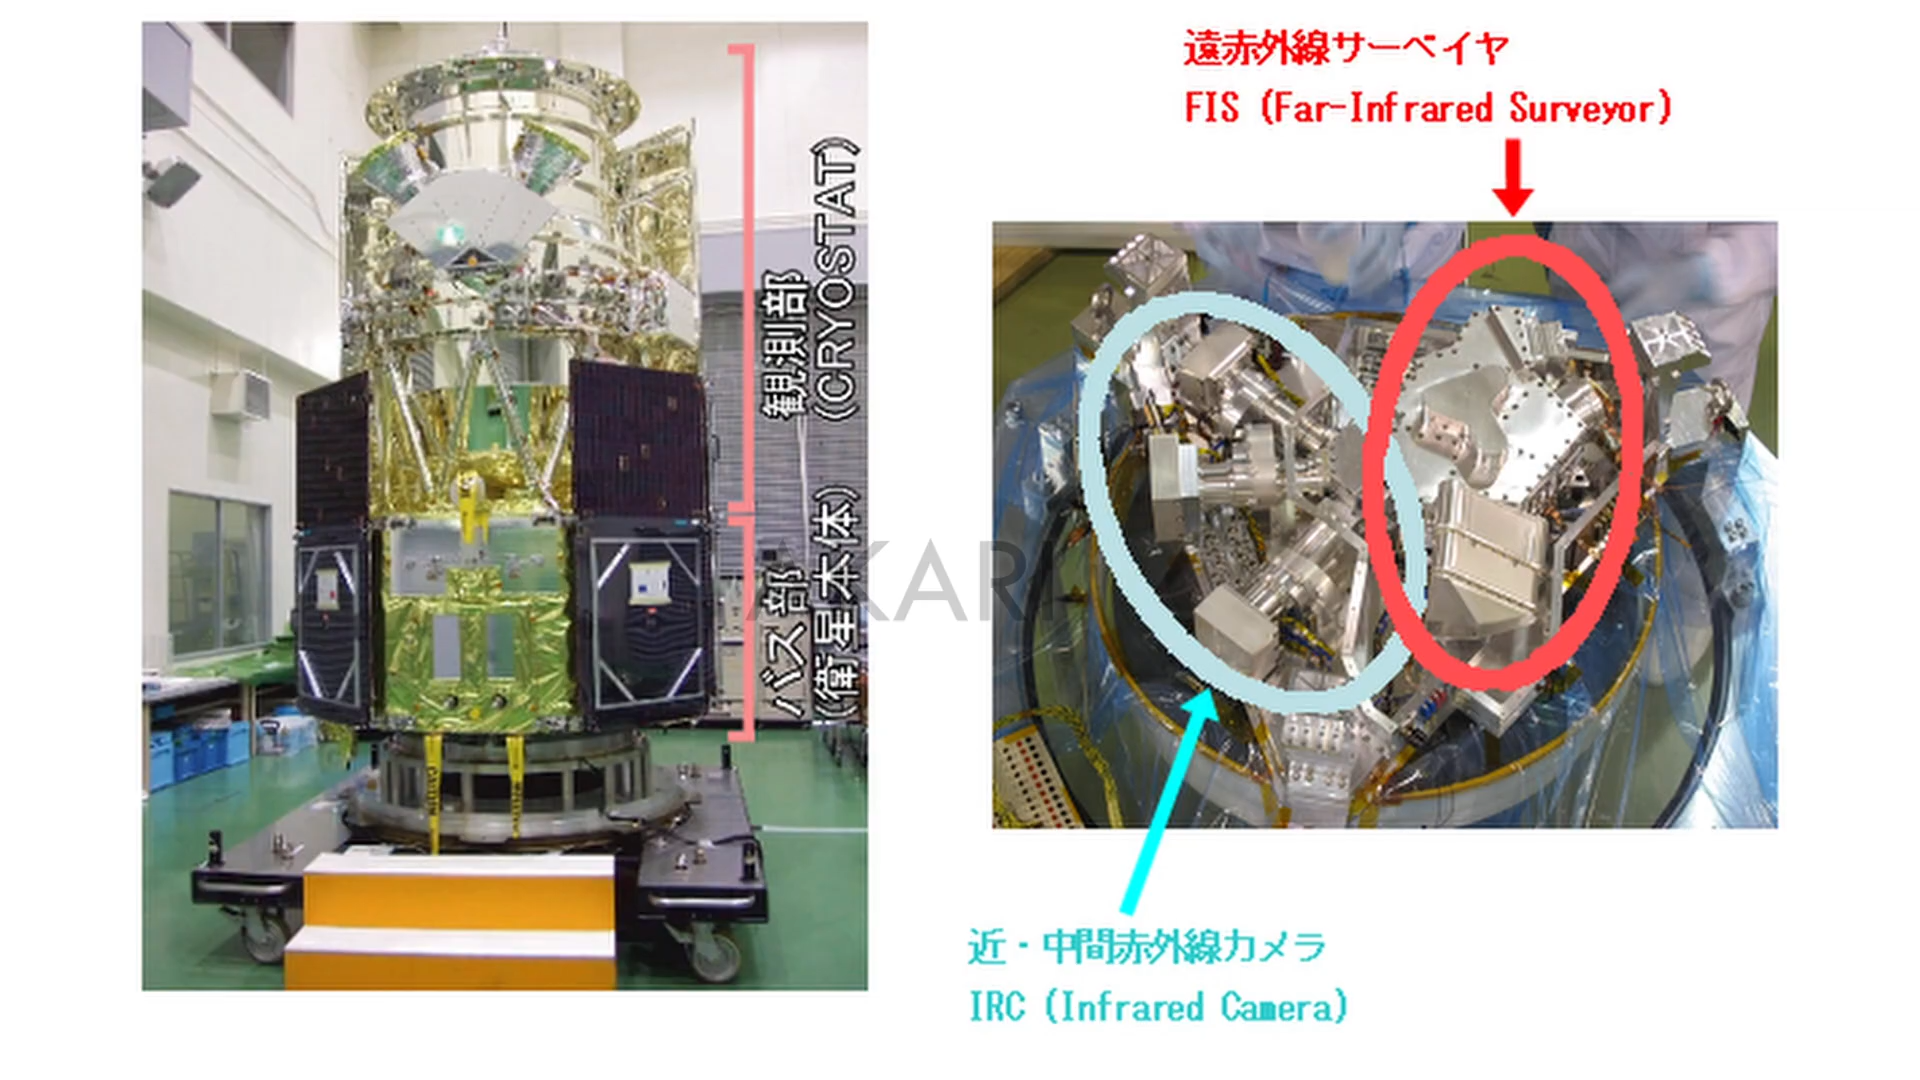 観測部
(CRYOSTAT)
バス部
(衛星本体)
遠赤外線サーベイヤ
FIS (Far-Infrared Surveyor)
AKARI
近・中間赤外線カメラ
IRC (Infrared Camera)